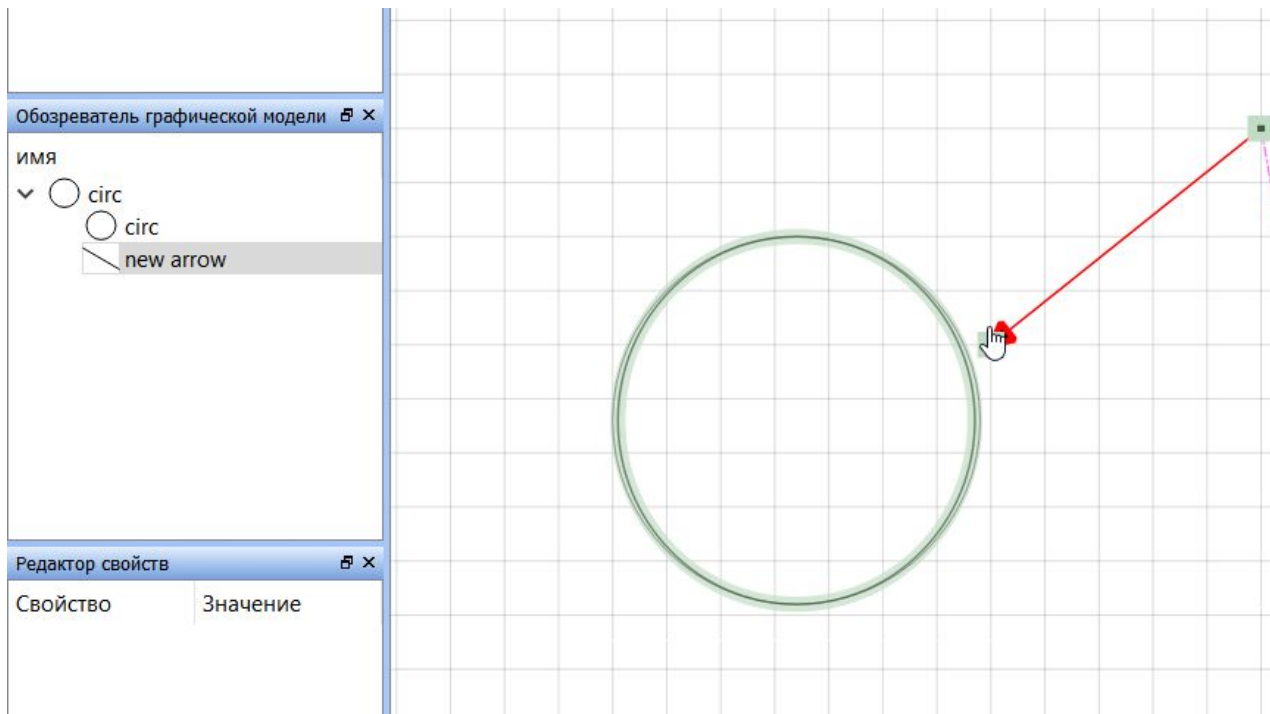 Обозреватель графической модели
имя
circ
circ
new arrow
Редактор свойств
Свойство Значение